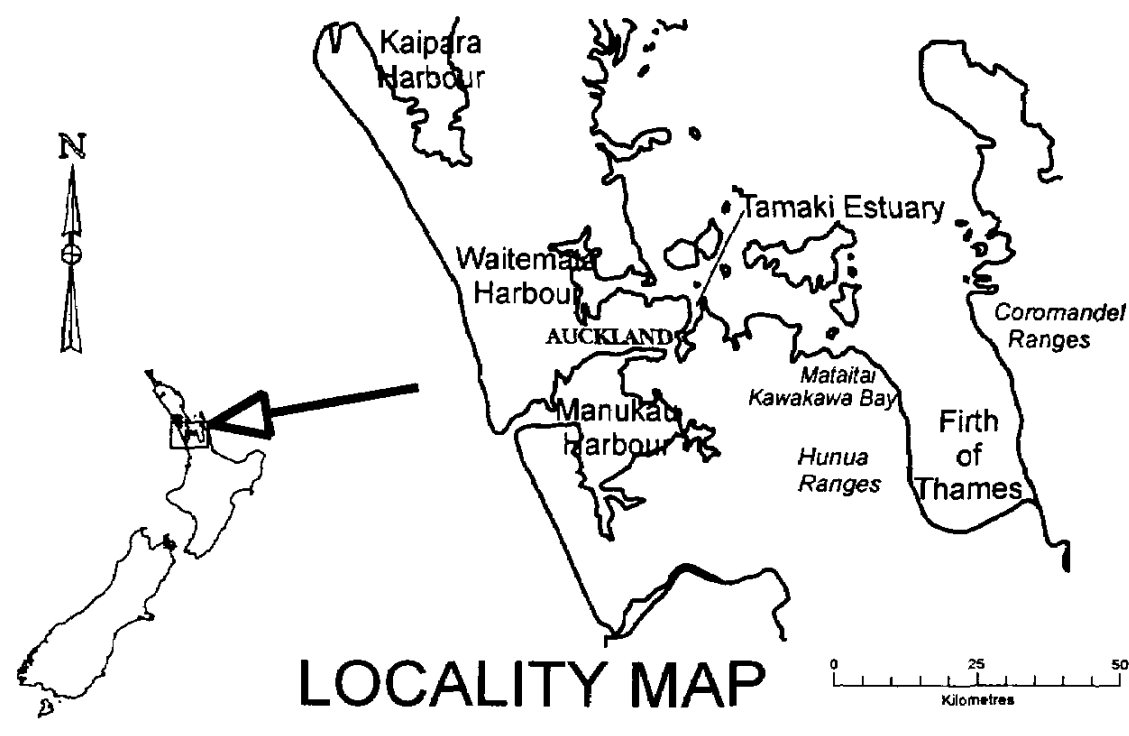 Kaipara
Harbour
N
Tamaki Estuary
Waitemata
Harbour
AUCKLAND
Coromandel
Ranges
Mataitai
Kawakawa Bay
Manukau
Harbour
Firth
of
Thames
Hunua
Ranges
LOCALITY MAP
0 25 50
Kilometres